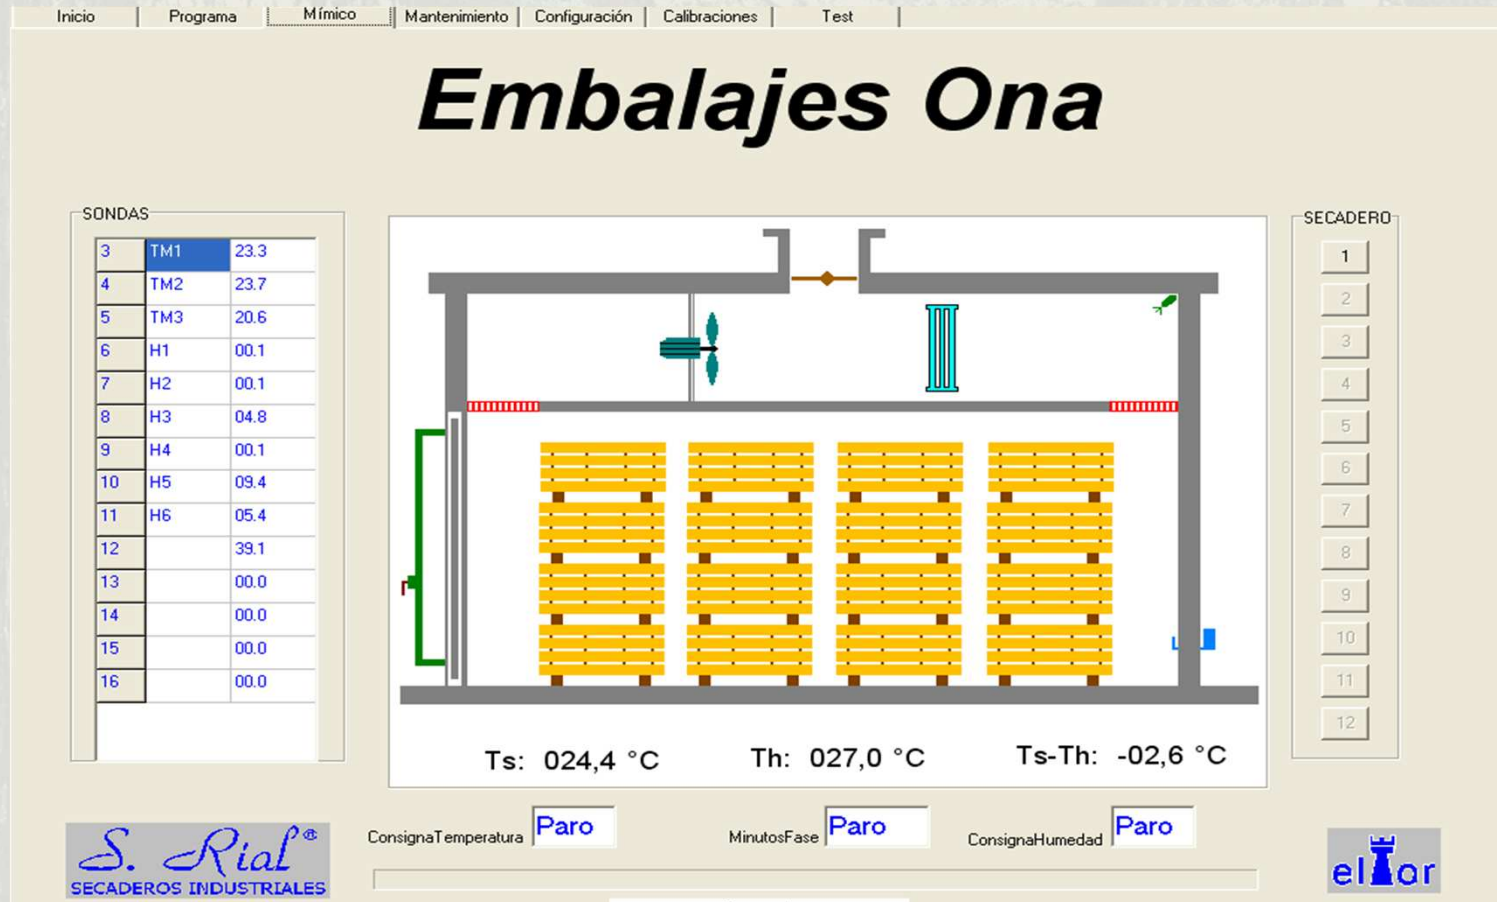 Inicio Programa Mímico Mantenimiento Configuración Calibraciones Test
Embalajes Ona
SONDAS
3 TM1 23.3
4 TM2 23.7
5 TM3 20.6
6 H1 00.1
7 H2 00.1
8 H3 04.8
9 H4 00.1
10 H5 09.4
11 H6 05.4
12 39.1
13 00.0
14 00.0
15 00.0
16 00.0
Ts: 024,4 °C Th: 027,0 °C Ts-Th: -02,6 °C
SECADERO
1
2
3
4
5
6
7
8
9
10
11
12
ConsignaTemperatura Paro MinutosFase Paro ConsignaHumedad Paro
S. Rial®
SECADEROS INDUSTRIALES
elor